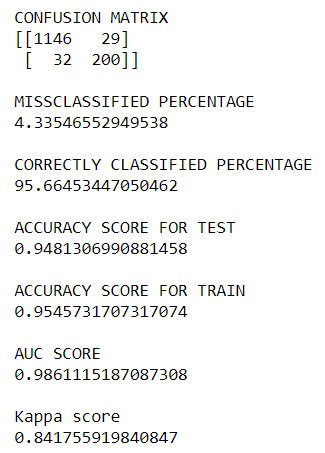 CONFUSION MATRIX
[[1146   29]
 [  32  200]]
MISSCLASSIFIED PERCENTAGE
4.33546552949538
CORRECTLY CLASSIFIED PERCENTAGE
95.66453447050462
ACCURACY SCORE FOR TEST
0.9481306990881458
ACCURACY SCORE FOR TRAIN
0.9545731707317074
AUC SCORE
0.9861115187087308
Kappa score
0.841755919840847